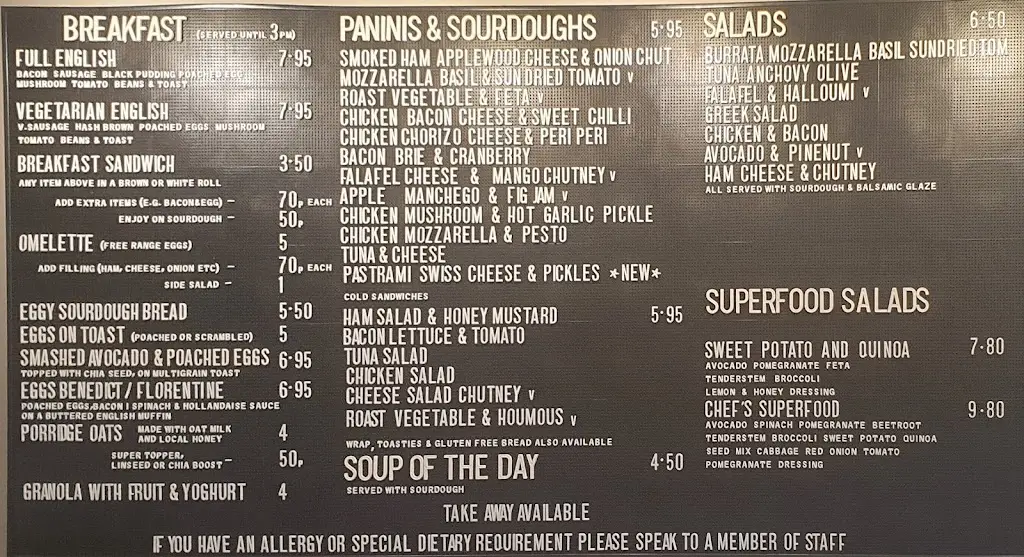 BREAKFAST (SERVED UNTIL 3PM)
FULL ENGLISH 7·95
BACON SAUSAGE BLACK PUDDING POACHED EGG
MUSHROOM TOMATO BEANS & TOAST
VEGETARIAN ENGLISH 7·95
V.SAUSAGE HASH BROWN POACHED EGGS MUSHROOM
TOMATO BEANS & TOAST
BREAKFAST SANDWICH 3·50
ANY ITEM ABOVE IN A BROWN OR WHITE ROLL
ADD EXTRA ITEMS (E·G· BACON&EGG) – 70P EACH
ENJOY ON SOURDOUGH – 50P
OMELETTE (FREE RANGE EGGS) 5
ADD FILLING (HAM, CHEESE, ONION ETC) – 70P EACH
SIDE SALAD – 1
EGGY SOURDOUGH BREAD 5·50
EGGS ON TOAST (POACHED OR SCRAMBLED) 5
SMASHED AVOCADO & POACHED EGGS 6·95
TOPPED WITH CHIA SEED, ON MULTIGRAIN TOAST
EGGS BENEDICT / FLORENTINE 6·95
POACHED EGGS,BACON | SPINACH & HOLLANDAISE SAUCE
ON A BUTTERED ENGLISH MUFFIN
PORRIDGE OATS MADE WITH OAT MILK 4
AND LOCAL HONEY
SUPER TOPPER, 50P
LINSEED OR CHIA BOOST –
GRANOLA WITH FRUIT & YOGHURT 4
PANINIS & SOURDOUGHS 5·95
SMOKED HAM APPLEWOOD CHEESE & ONION CHUT
MOZZARELLA BASIL & SUNDRIED TOMATO V
ROAST VEGETABLE & FETA V
CHICKEN BACON CHEESE & SWEET CHILLI
CHICKEN CHORIZO CHEESE & PERI PERI
BACON BRIE & CRANBERRY
FALAFEL CHEESE & MANGO CHUTNEY V
APPLE MANCHEGO & FIG JAM V
CHICKEN MUSHROOM & HOT GARLIC PICKLE
CHICKEN MOZZARELLA & PESTO
TUNA & CHEESE
PASTRAMI SWISS CHEESE & PICKLES *NEW*
COLD SANDWICHES
HAM SALAD & HONEY MUSTARD 5·95
BACON LETTUCE & TOMATO
TUNA SALAD
CHICKEN SALAD
CHEESE SALAD CHUTNEY V
ROAST VEGETABLE & HOUMOUS V
WRAP, TOASTIES & GLUTEN FREE BREAD ALSO AVAILABLE
SOUP OF THE DAY 4·50
SERVED WITH SOURDOUGH
SALADS 6·50
BURRATA MOZZARELLA BASIL SUNDRIED TOM
TUNA ANCHOVY OLIVE
FALAFEL & HALLOUMI V
GREEK SALAD
CHICKEN & BACON
AVOCADO & PINENUT V
HAM CHEESE & CHUTNEY
ALL SERVED WITH SOURDOUGH & BALSAMIC GLAZE
SUPERFOOD SALADS
SWEET POTATO AND QUINOA 7·80
AVOCADO POMEGRANATE FETA
TENDERSTEM BROCCOLI
LEMON & HONEY DRESSING
CHEF'S SUPERFOOD 9·80
AVOCADO SPINACH POMEGRANATE BEETROOT
TENDERSTEM BROCCOLI SWEET POTATO QUINOA
SEED MIX CABBAGE RED ONION TOMATO
POMEGRANATE DRESSING
TAKE AWAY AVAILABLE
IF YOU HAVE AN ALLERGY OR SPECIAL DIETARY REQUIREMENT PLEASE SPEAK TO A MEMBER OF STAFF